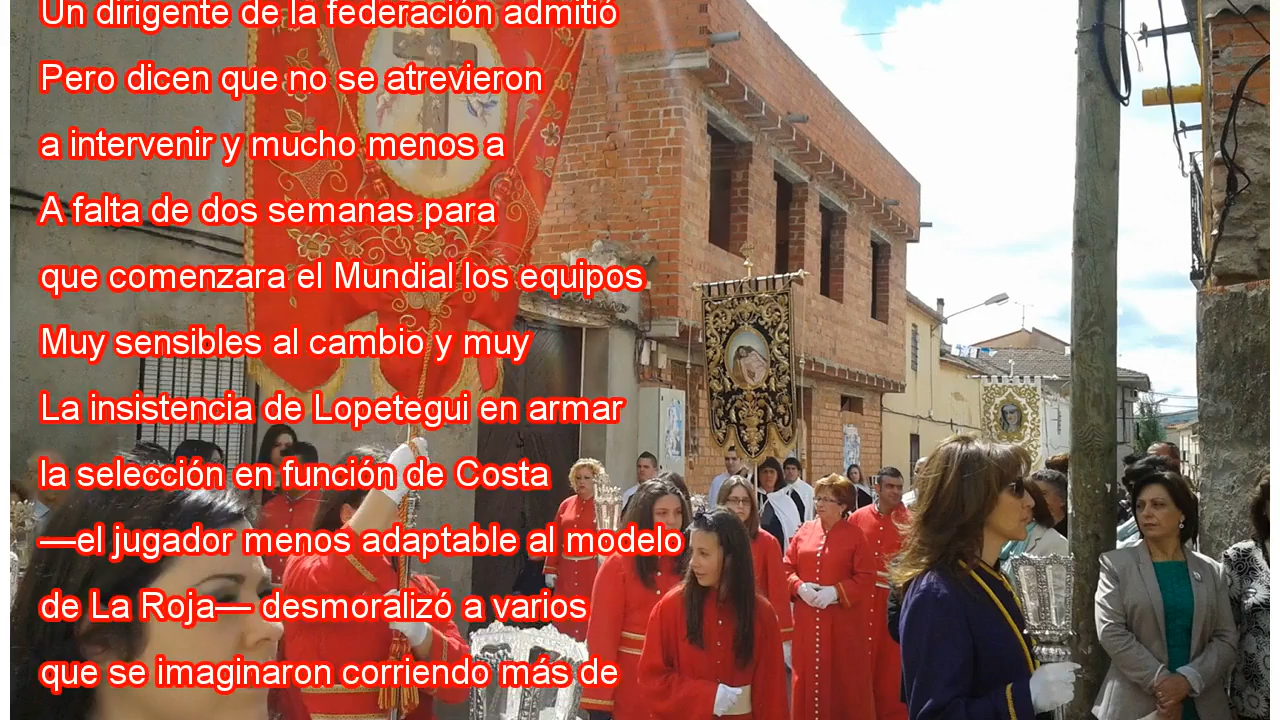 Un dirigente de la federación admitió
Pero dicen que no se atrevieron
a intervenir y mucho menos a
A falta de dos semanas para
que comenzara el Mundial los equipos
Muy sensibles al cambio y muy
La insistencia de Lopetegui en armar
la selección en función de Costa
—el jugador menos adaptable al modelo
de La Roja— desmoralizó a varios
que se imaginaron corriendo más de